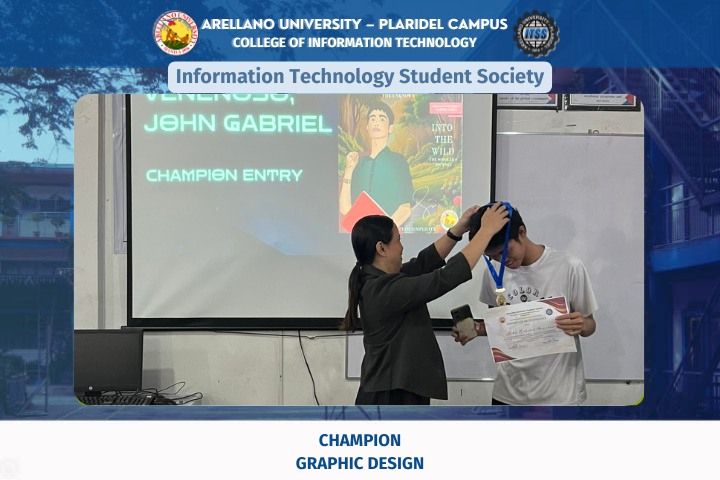 ARELLANO UNIVERSITY – PLARIDEL CAMPUS
COLLEGE OF INFORMATION TECHNOLOGY
Information Technology Student Society
VENENOSO,
JOHN GABRIEL
CHAMPION ENTRY
INTO
THE
WILD
CHAMPION
GRAPHIC DESIGN